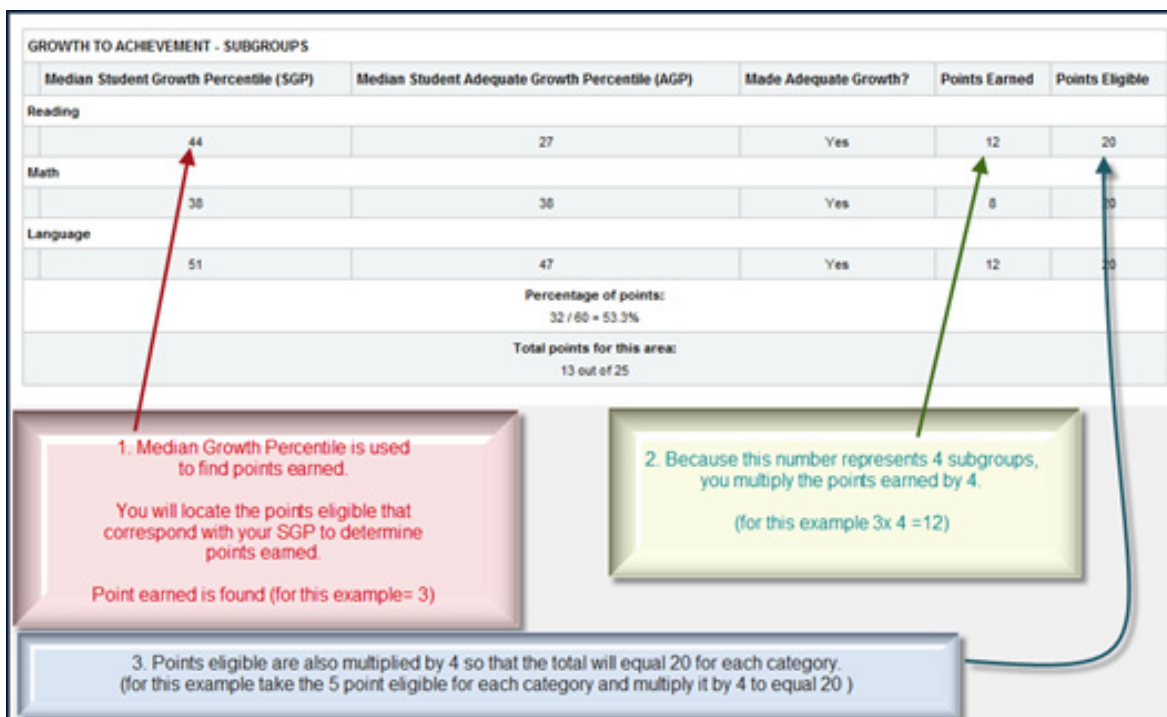 GROWTH TO ACHIEVEMENT - SUBGROUPS
Median Student Growth Percentile (SGP) Median Student Adequate Growth Percentile (AGP) Made Adequate Growth? Points Earned Points Eligible
Reading
44 27 Yes 12 20
Math
38 38 Yes 8 20
Language
51 47 Yes 12 20
Percentage of points:
32 / 60 = 53.3%
Total points for this area:
13 out of 25
1. Median Growth Percentile is used
to find points earned.
You will locate the points eligible that
correspond with your SGP to determine
points earned.
Point earned is found (for this example= 3)
2. Because this number represents 4 subgroups,
you multiply the points earned by 4.
(for this example 3x 4 =12)
3. Points eligible are also multiplied by 4 so that the total will equal 20 for each category.
(for this example take the 5 point eligible for each category and multiply it by 4 to equal 20 )